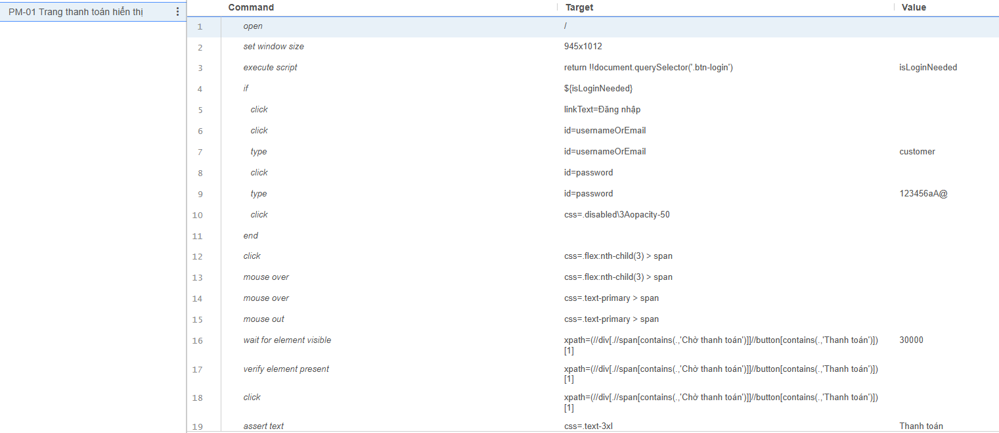 PM-01 Trang thanh toán hiển thị
Command Target Value
1 open /
2 set window size 945x1012
3 execute script return !!document.querySelector('.btn-login') isLoginNeeded
4 if ${isLoginNeeded}
5 click linkText=Đăng nhập
6 click id=usernameOrEmail
7 type id=usernameOrEmail customer
8 click id=password
9 type id=password 123456aA@
10 click css=.disabled\3Aopacity-50
11 end
12 click css=.flex:nth-child(3) > span
13 mouse over css=.flex:nth-child(3) > span
14 mouse over css=.text-primary > span
15 mouse out css=.text-primary > span
16 wait for element visible xpath=(//div[.//span[contains(.,'Chờ thanh toán')]]//button[contains(.,'Thanh toán')]) 30000
[1]
17 verify element present xpath=(//div[.//span[contains(.,'Chờ thanh toán')]]//button[contains(.,'Thanh toán')])
[1]
18 click xpath=(//div[.//span[contains(.,'Chờ thanh toán')]]//button[contains(.,'Thanh toán')])
[1]
19 assert text css=.text-3xl Thanh toán